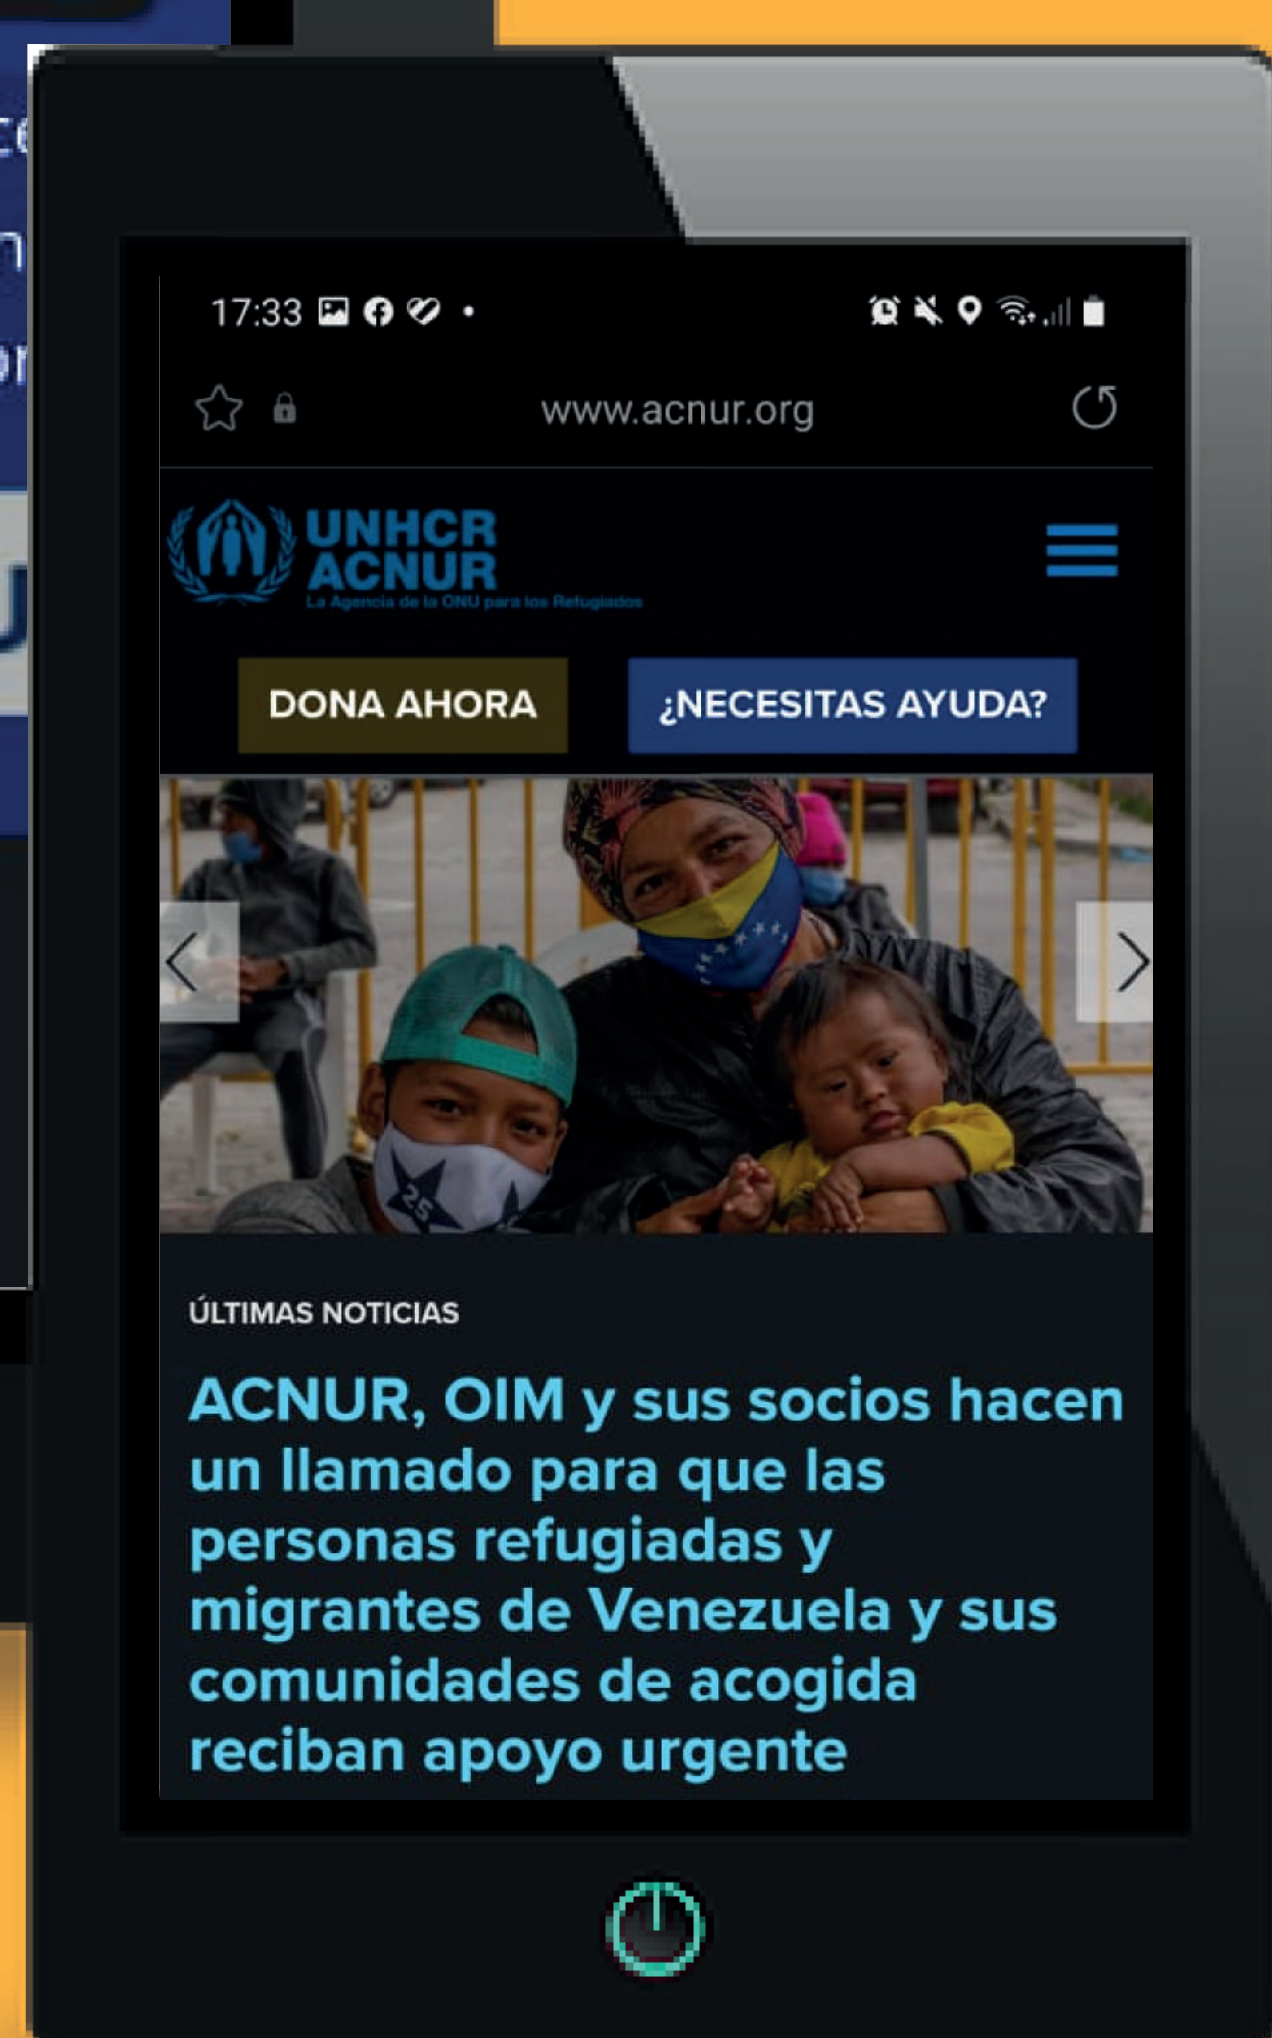 17:33
www.acnur.org
UNHCR
ACNUR
La Agencia de la ONU para los Refugiados
DONA AHORA
¿NECESITAS AYUDA?
25
ÚLTIMAS NOTICIAS
ACNUR, OIM y sus socios hacen
un llamado para que las
personas refugiadas y
migrantes de Venezuela y sus
comunidades de acogida
reciban apoyo urgente